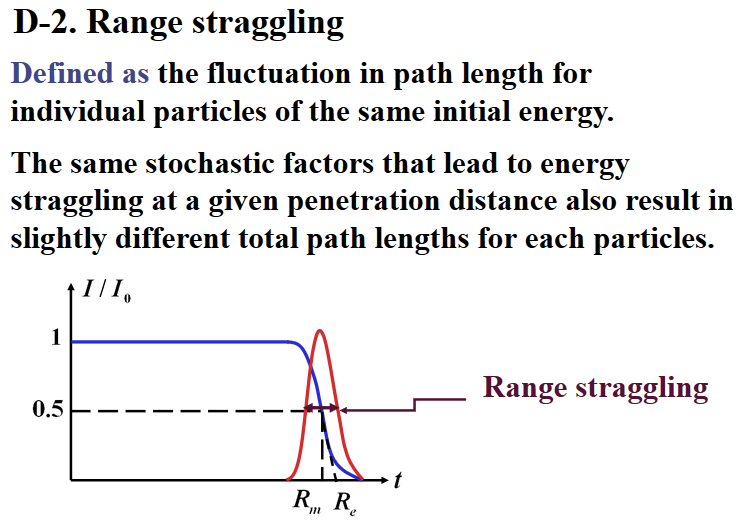 D-2. Range straggling
Defined as the fluctuation in path length for
individual particles of the same initial energy.
The same stochastic factors that lead to energy
straggling at a given penetration distance also result in
slightly different total path lengths for each particles.
I / I₀
1
Range straggling
0.5
t
Rₘ Rₑ